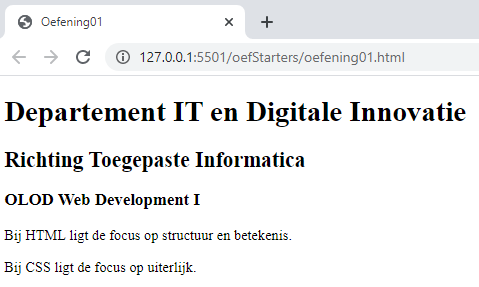 Oefening01
127.0.0.1:5501/oefStarters/oefening01.html
Departement IT en Digitale Innovatie
Richting Toegepaste Informatica
OLOD Web Development I
Bij HTML ligt de focus op structuur en betekenis.
Bij CSS ligt de focus op uiterlijk.